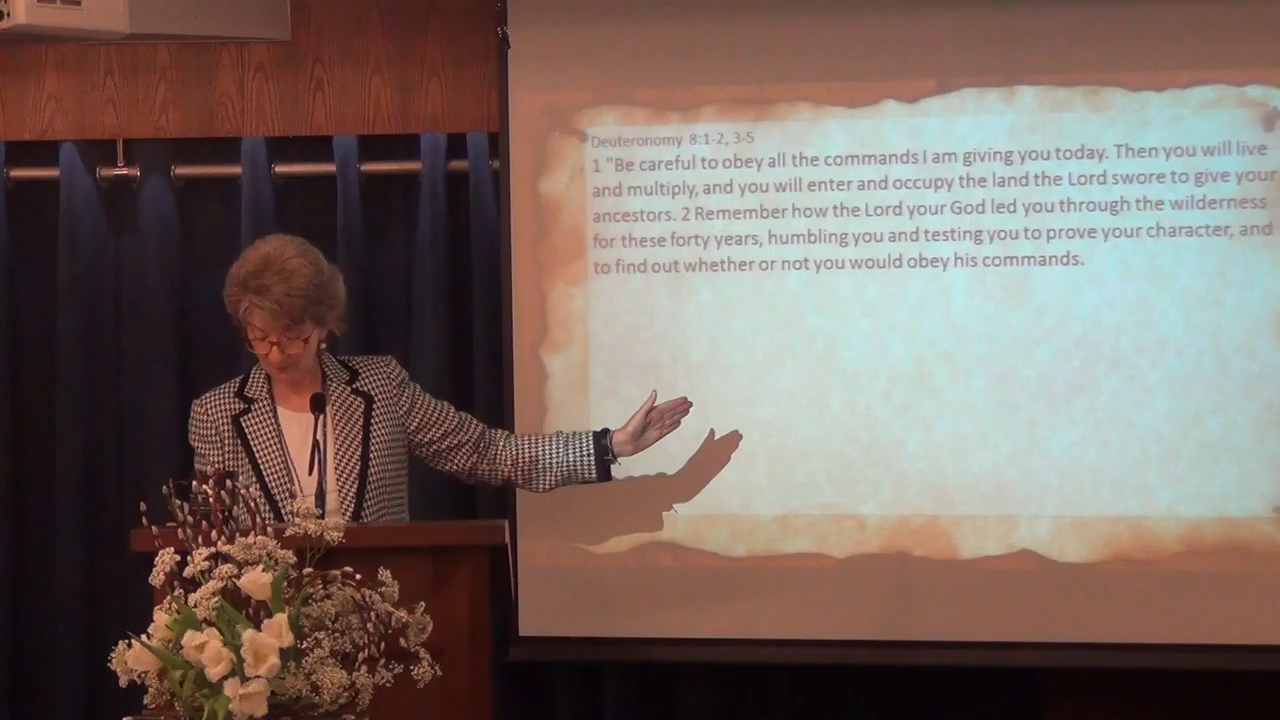 Deuteronomy 8:1-2, 3-5
1 "Be careful to obey all the commands I am giving you today. Then you will live
and multiply, and you will enter and occupy the land the Lord swore to give your
ancestors. 2 Remember how the Lord your God led you through the wilderness
for these forty years, humbling you and testing you to prove your character, and
to find out whether or not you would obey his commands.